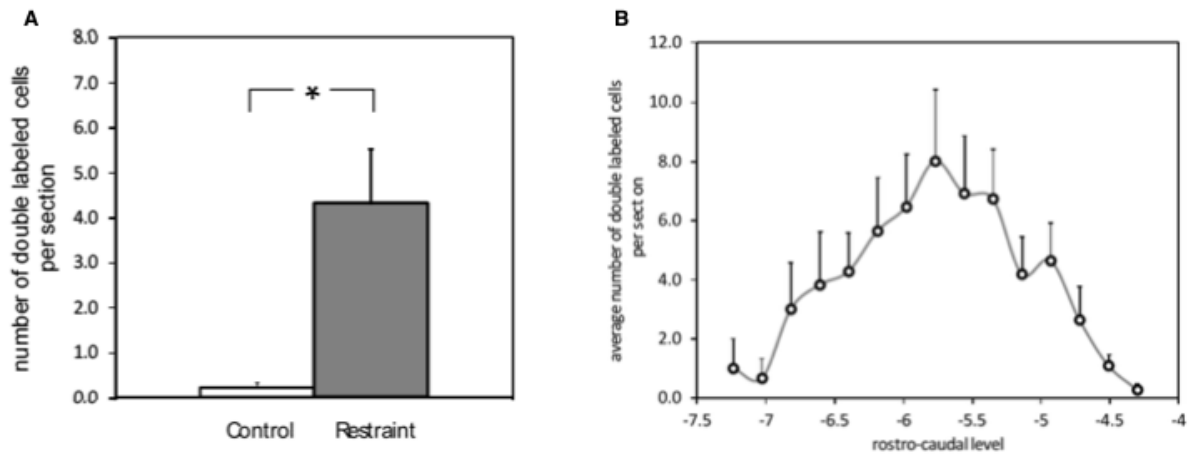 A
number of double labeled cells
per section
8.0
7.0
6.0
5.0
4.0
3.0
2.0
1.0
0.0
*
Control Restraint
B
average number of double labeled cells
per sect on
12.0
10.0
8.0
6.0
4.0
2.0
0.0
-7.5 -7 -6.5 -6 -5.5 -5 -4.5 -4
rostro-caudal level